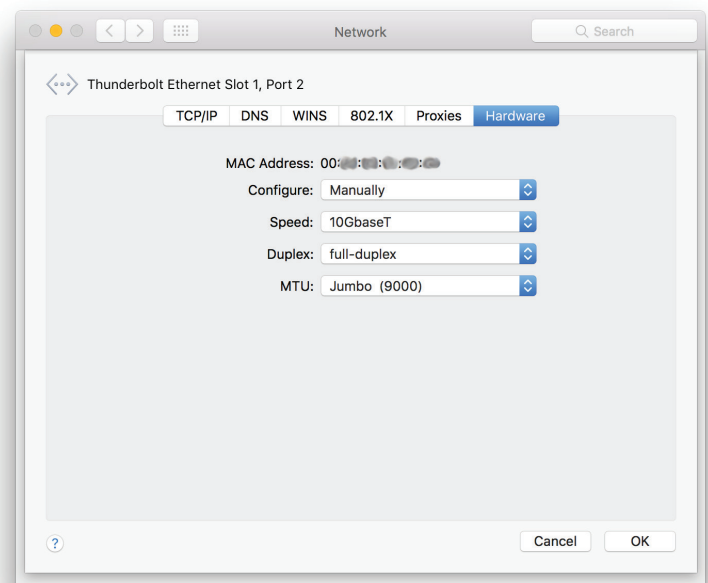 Network
Search
Thunderbolt Ethernet Slot 1, Port 2
TCP/IP DNS WINS 802.1X Proxies Hardware
MAC Address: 00:
Configure: Manually
Speed: 10GbaseT
Duplex: full-duplex
MTU: Jumbo (9000)
? Cancel OK